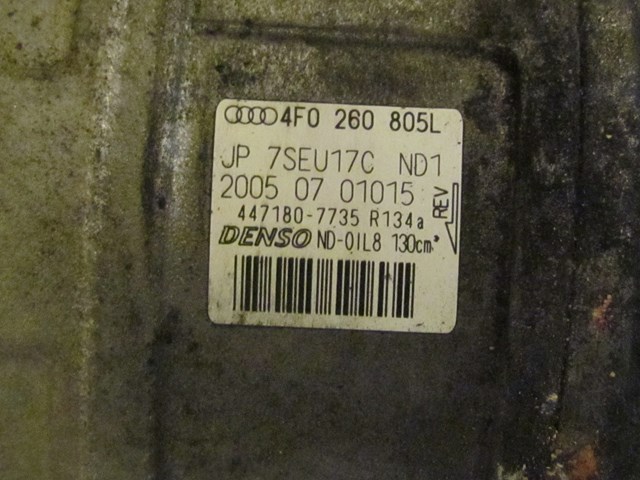 4F0 260 805L
JP 7SEU17C ND1
2005 07 01015
REV
447180-7735 R134a
DENSO ND-OIL8 130cm³